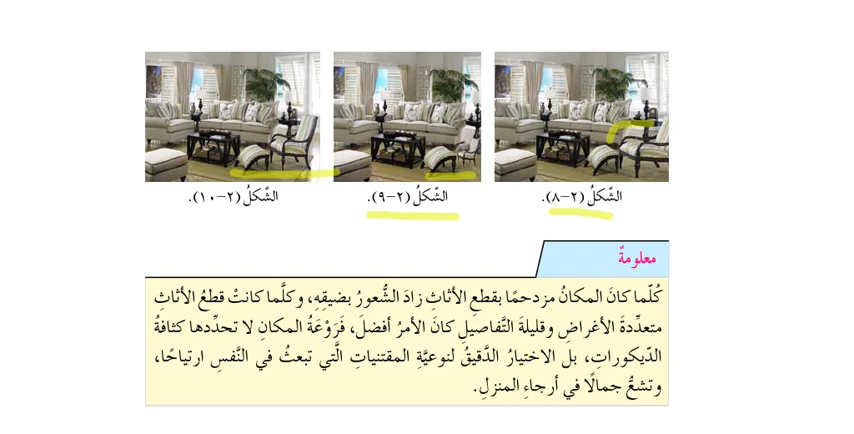 الشّكلُ (٢-٨).
الشّكلُ (٢-٩).
الشّكلُ (٢-١٠).
معلومةٌ
كُلّما كانَ المكانُ مزدحمًا بقطعِ الأثاثِ زادَ الشُّعورُ بضيقِهِ، وكلَّما كانتْ قطعُ الأثاثِ
متعدِّدةَ الأغراضِ وقليلةَ التَّفاصيلِ كانَ الأمرُ أفضلَ، فَرَوْعَةُ المكانِ لا تحدِّدها كثافةُ
الدّيكوراتِ، بل الاختيارُ الدَّقيقُ لنوعيَّةِ المقتنياتِ الَّتي تبعثُ في النَّفسِ ارتياحًا،
وتشعُّ جمالًا في أرجاءِ المنزلِ.